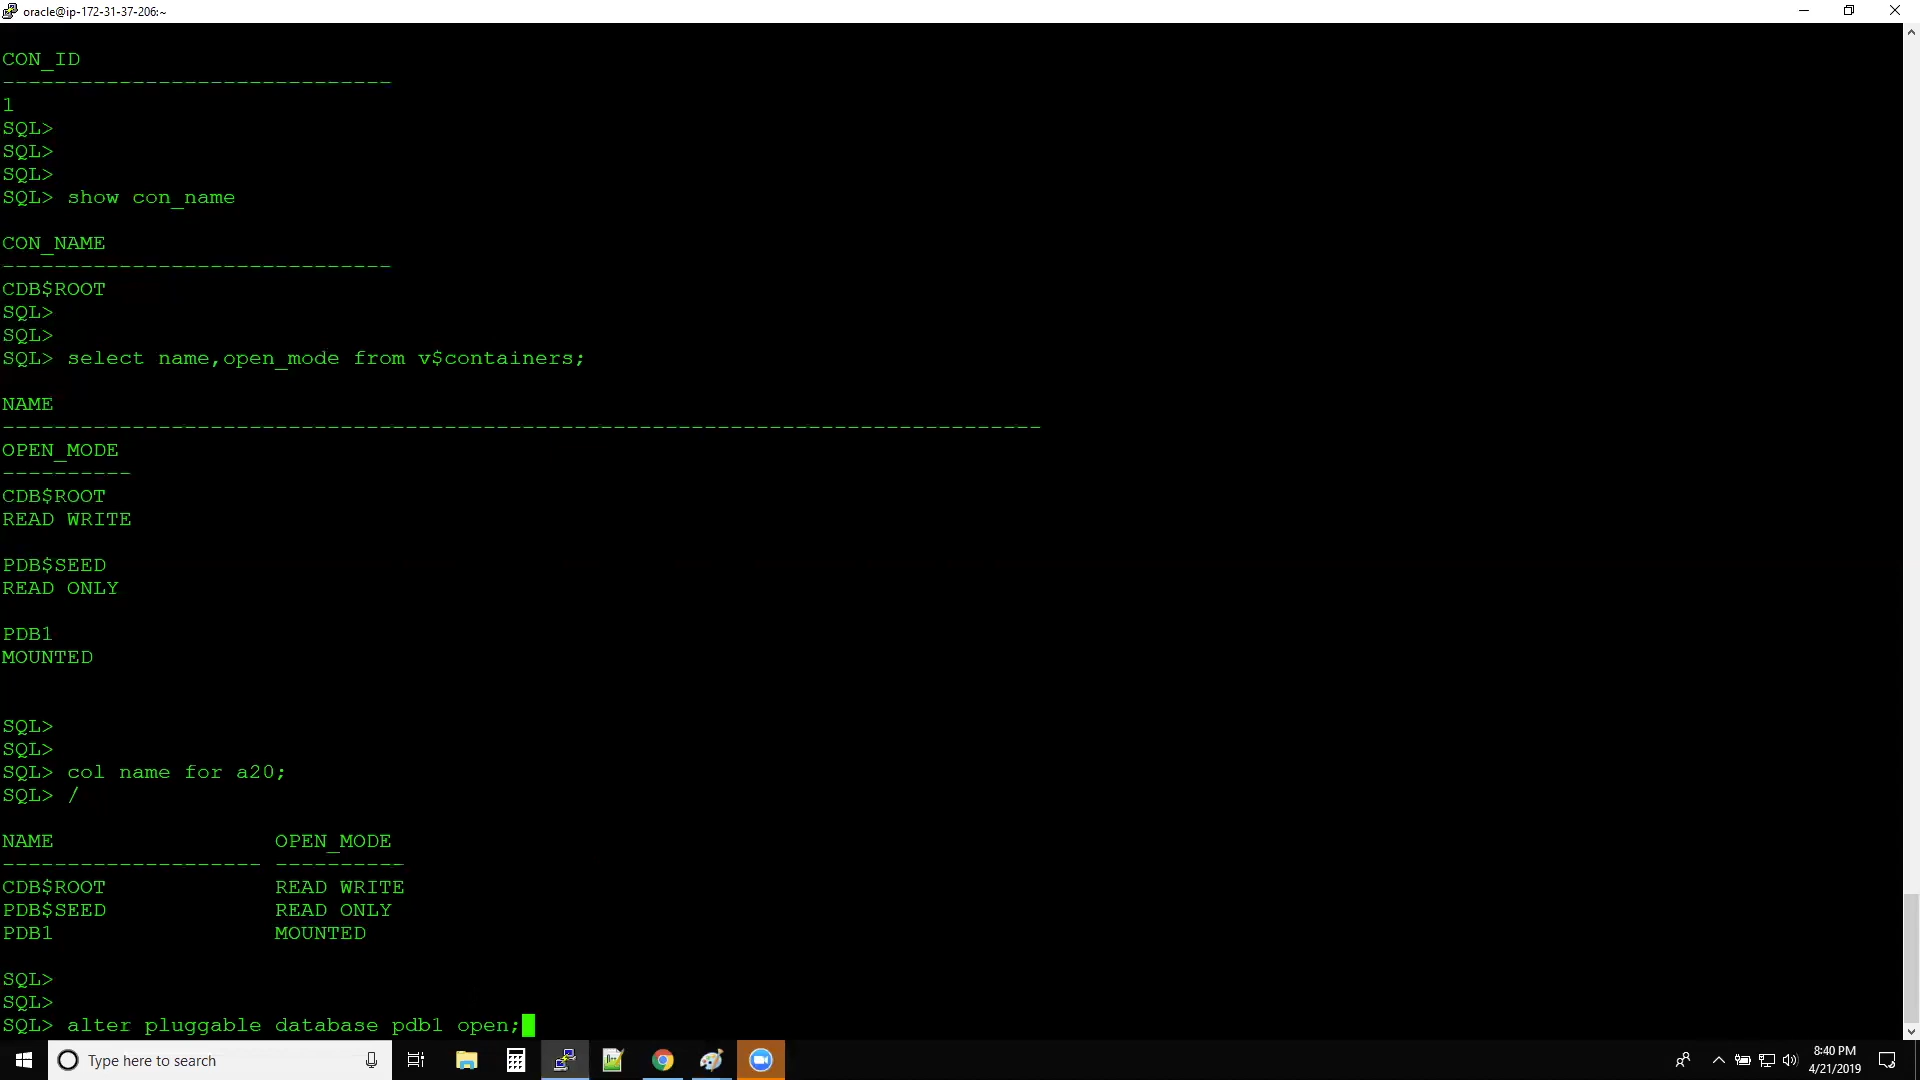 oracle@ip-172-31-37-206:~
CON_ID
------------------------------
1
SQL>
SQL>
SQL>
SQL> show con_name
CON_NAME
------------------------------
CDB$ROOT
SQL>
SQL>
SQL> select name,open_mode from v$containers;
NAME
--------------------------------------------------------------------------------
OPEN_MODE
----------
CDB$ROOT
READ WRITE
PDB$SEED
READ ONLY
PDB1
MOUNTED
SQL>
SQL>
SQL> col name for a20;
SQL> /
NAME OPEN_MODE
-------------------- ----------
CDB$ROOT READ WRITE
PDB$SEED READ ONLY
PDB1 MOUNTED
SQL>
SQL>
SQL> alter pluggable database pdb1 open;
Type here to search
8:40 PM
4/21/2019